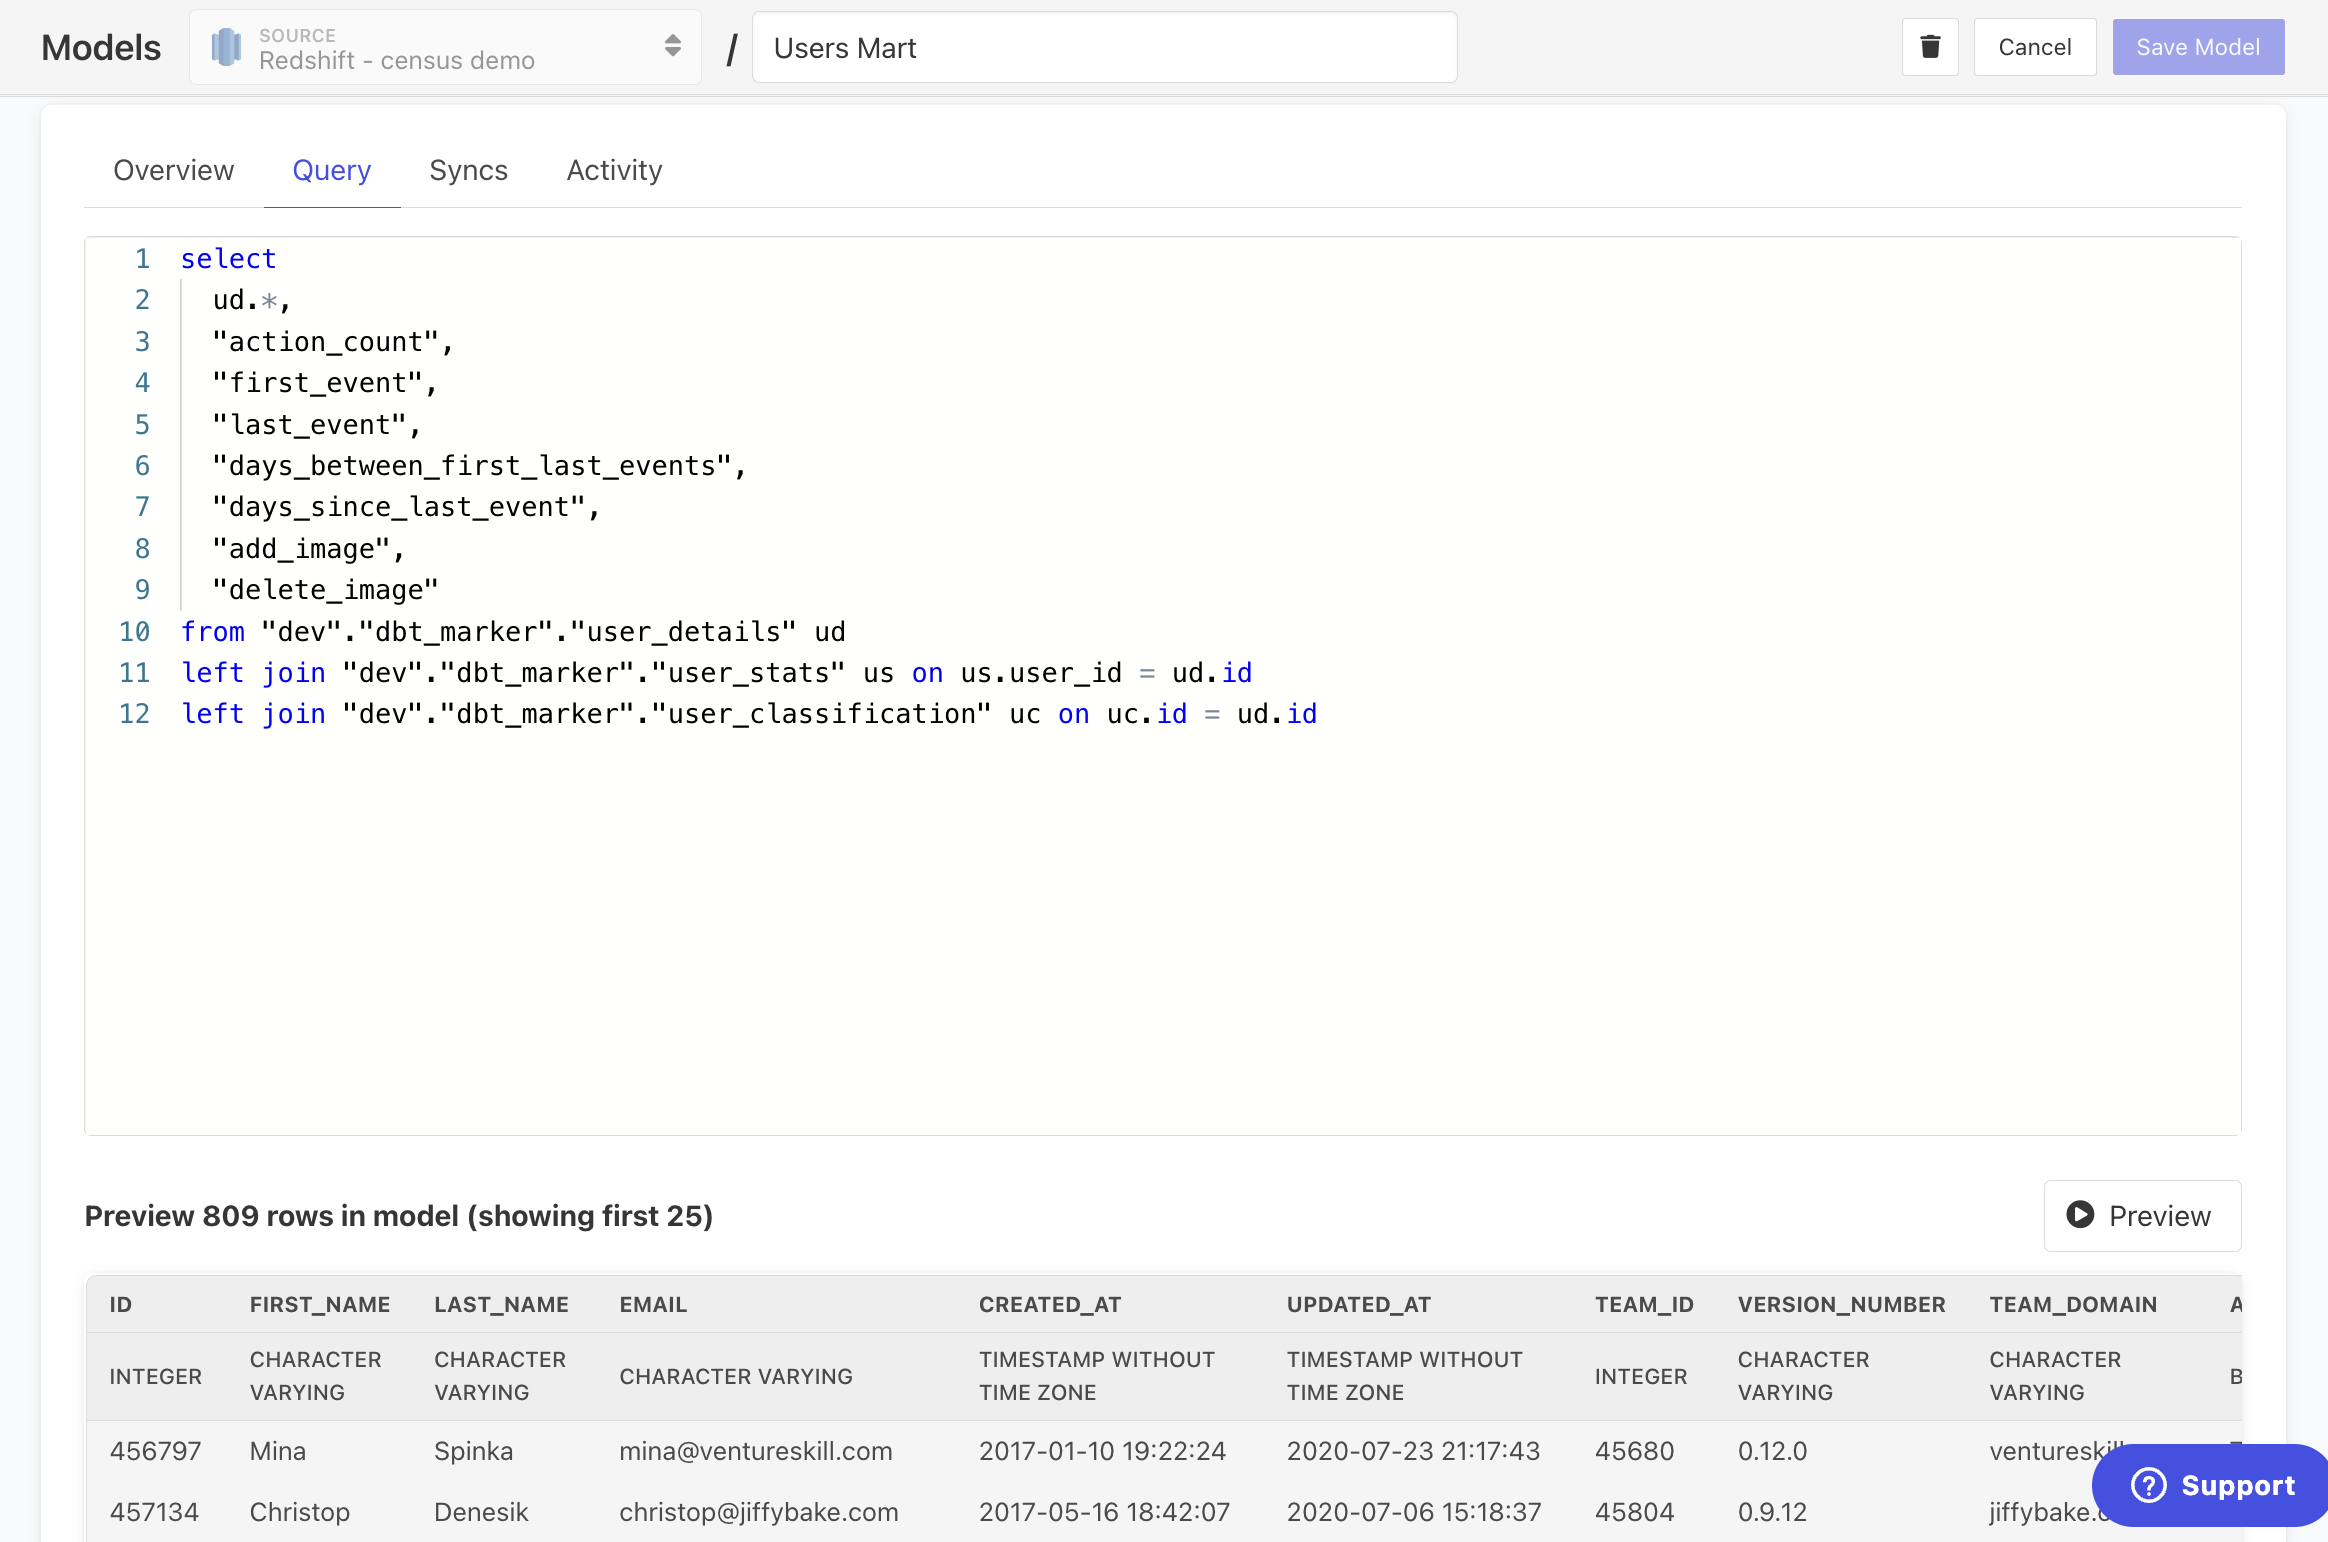 Models
SOURCE
Redshift - census demo
/
Users Mart
Cancel
Save Model
Overview
Query
Syncs
Activity
1 select
2 ud.*,
3 "action_count",
4 "first_event",
5 "last_event",
6 "days_between_first_last_events",
7 "days_since_last_event",
8 "add_image",
9 "delete_image"
10 from "dev"."dbt_marker"."user_details" ud
11 left join "dev"."dbt_marker"."user_stats" us on us.user_id = ud.id
12 left join "dev"."dbt_marker"."user_classification" uc on uc.id = ud.id
Preview 809 rows in model (showing first 25)
Preview
ID FIRST_NAME LAST_NAME EMAIL CREATED_AT UPDATED_AT TEAM_ID VERSION_NUMBER TEAM_DOMAIN
INTEGER CHARACTER VARYING CHARACTER VARYING CHARACTER VARYING TIMESTAMP WITHOUT TIME ZONE TIMESTAMP WITHOUT TIME ZONE INTEGER CHARACTER VARYING CHARACTER VARYING
456797 Mina Spinka mina@ventureskill.com 2017-01-10 19:22:24 2020-07-23 21:17:43 45680 0.12.0 ventureskill
457134 Christop Denesik christop@jiffybake.com 2017-05-16 18:42:07 2020-07-06 15:18:37 45804 0.9.12 jiffybake.c
Support